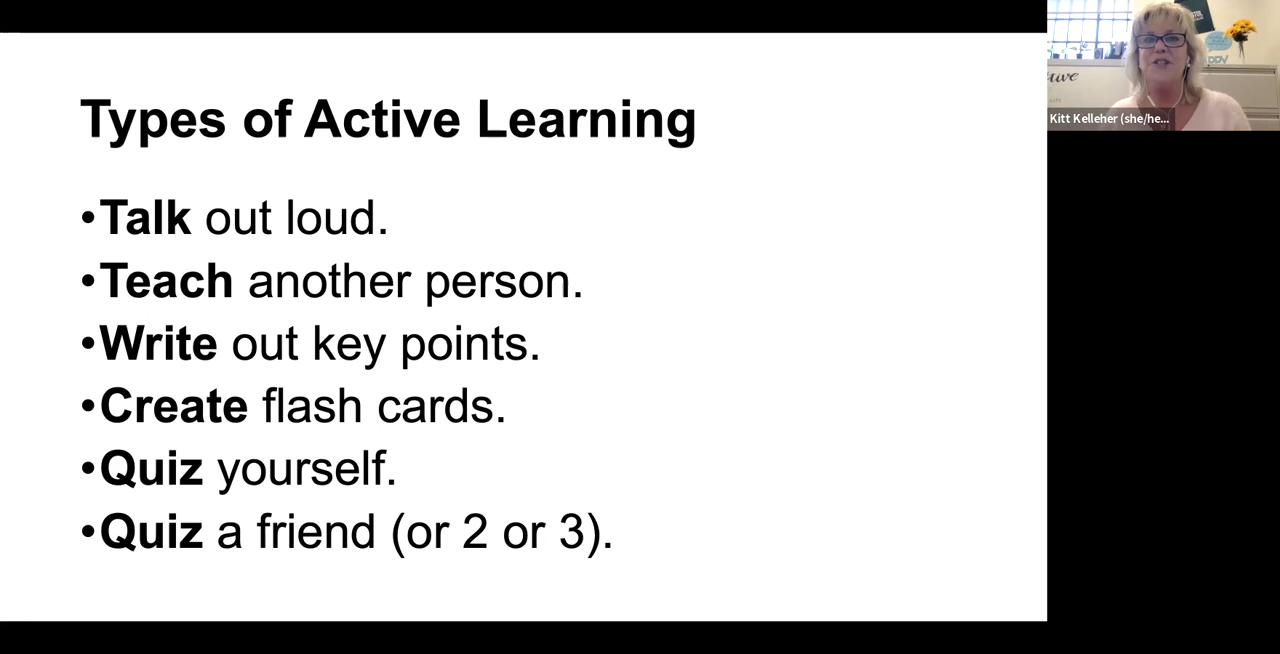 Types of Active Learning
•Talk out loud.
•Teach another person.
•Write out key points.
•Create flash cards.
•Quiz yourself.
•Quiz a friend (or 2 or 3).
Kitt Kelleher (she/he...